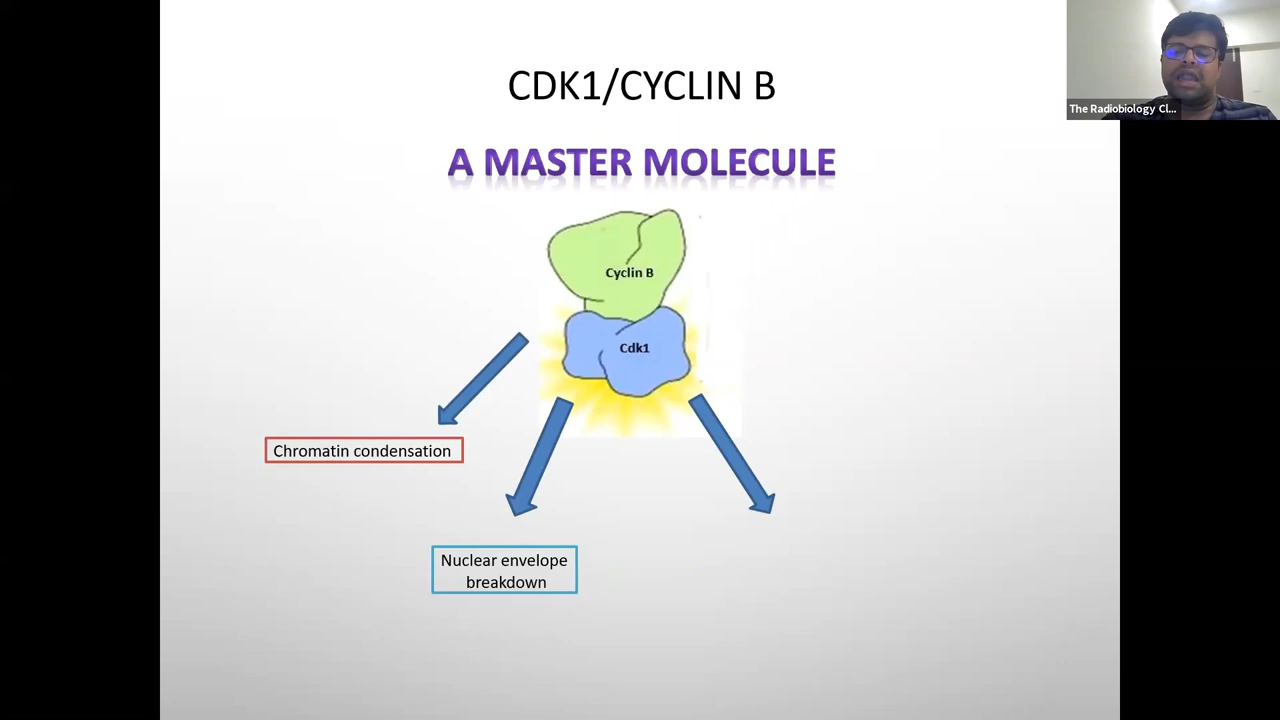 CDK1/CYCLIN B
The Radiobiology Cl...
A MASTER MOLECULE
Cyclin B
Cdk1
Chromatin condensation
Nuclear envelope
breakdown